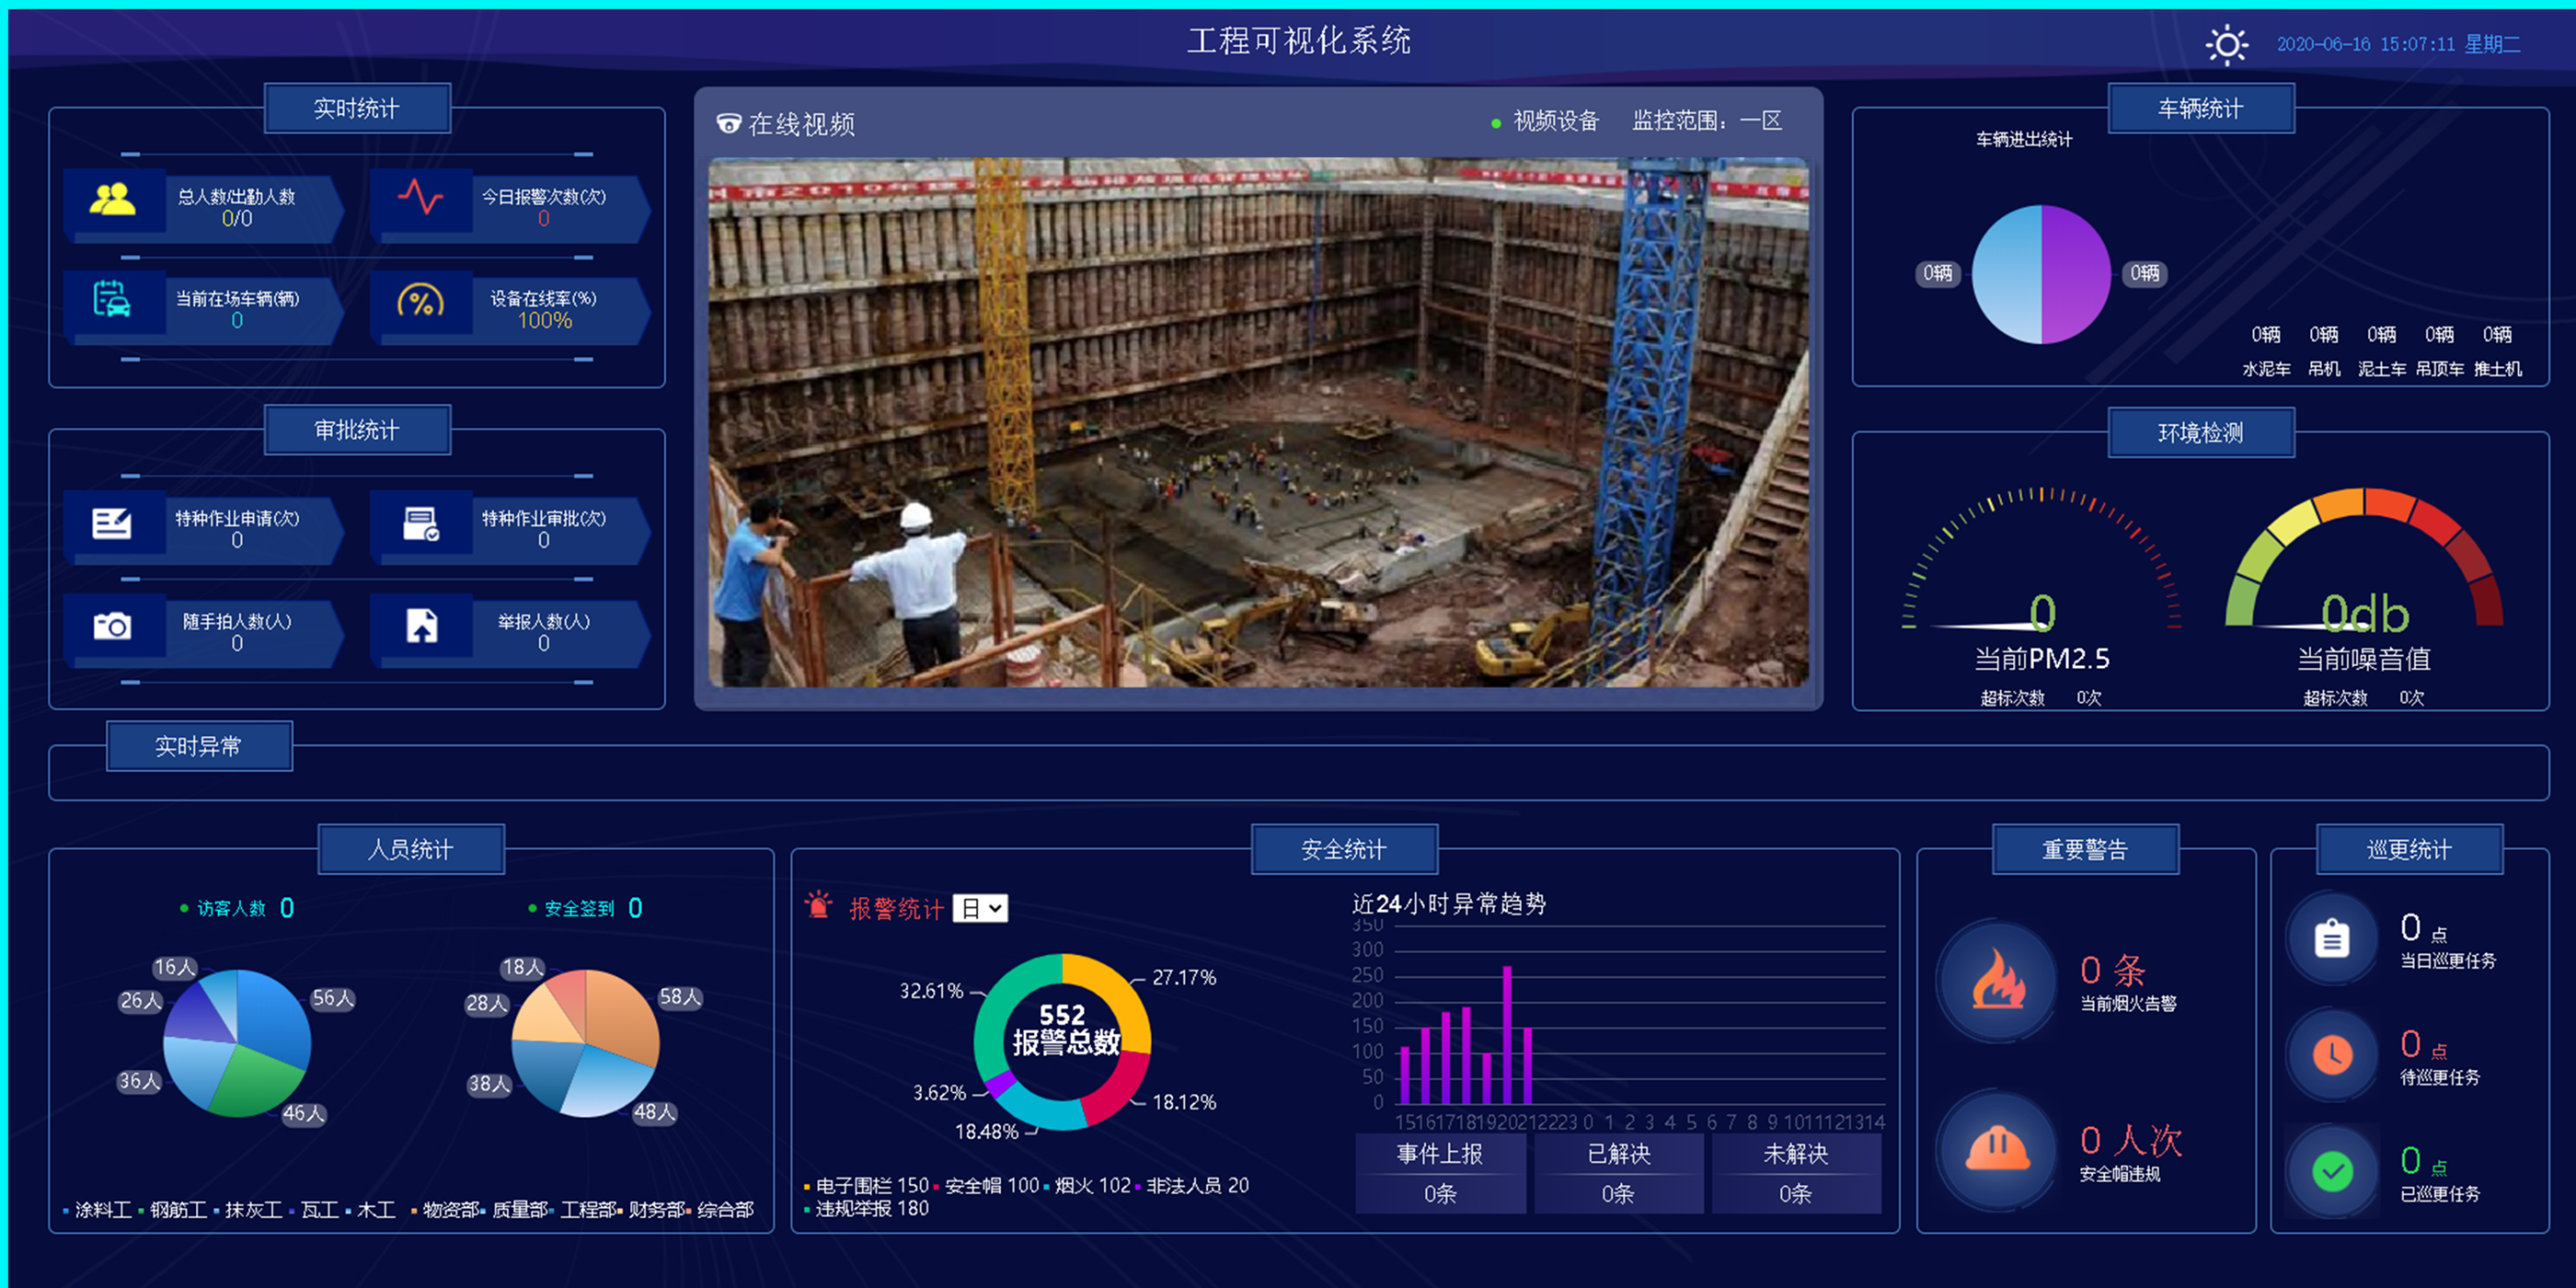 工程可视化系统
2020-06-16 15:07:11 星期二
实时统计
总人数/出勤人数
0/0
今日报警次数(次)
0
当前在场车辆(辆)
0
设备在线率(%)
100%
审批统计
特种作业申请(次)
0
特种作业审批(次)
0
随手拍人数(人)
0
举报人数(人)
0
在线视频
视频设备 监控范围：一区
车辆统计
车辆进出统计
0辆
0辆
0辆 0辆 0辆 0辆 0辆
水泥车 吊机 泥土车 吊顶车 推土机
环境检测
0
当前PM2.5
超标次数 0次
0db
当前噪音值
超标次数 0次
实时异常
人员统计
访客人数 0
安全签到 0
16人
56人
26人
36人
46人
18人
58人
28人
38人
48人
涂料工 钢筋工 抹灰工 瓦工 木工
物资部 质量部 工程部 财务部 综合部
安全统计
报警统计 日
32.61%
27.17%
552
报警总数
3.62%
18.12%
18.48%
电子围栏 150 安全帽 100 烟火 102 非法人员 20
违规举报 180
近24小时异常趋势
350
300
250
200
150
100
50
0
15 16 17 18 19 20 21 22 23 0 1 2 3 4 5 6 7 8 9 10 11 12 13 14
事件上报 已解决 未解决
0条 0条 0条
重要警告
0 条
当前烟火告警
0 人次
安全帽违规
巡更统计
0 点
当日巡更任务
0 点
待巡更任务
0 点
已巡更任务